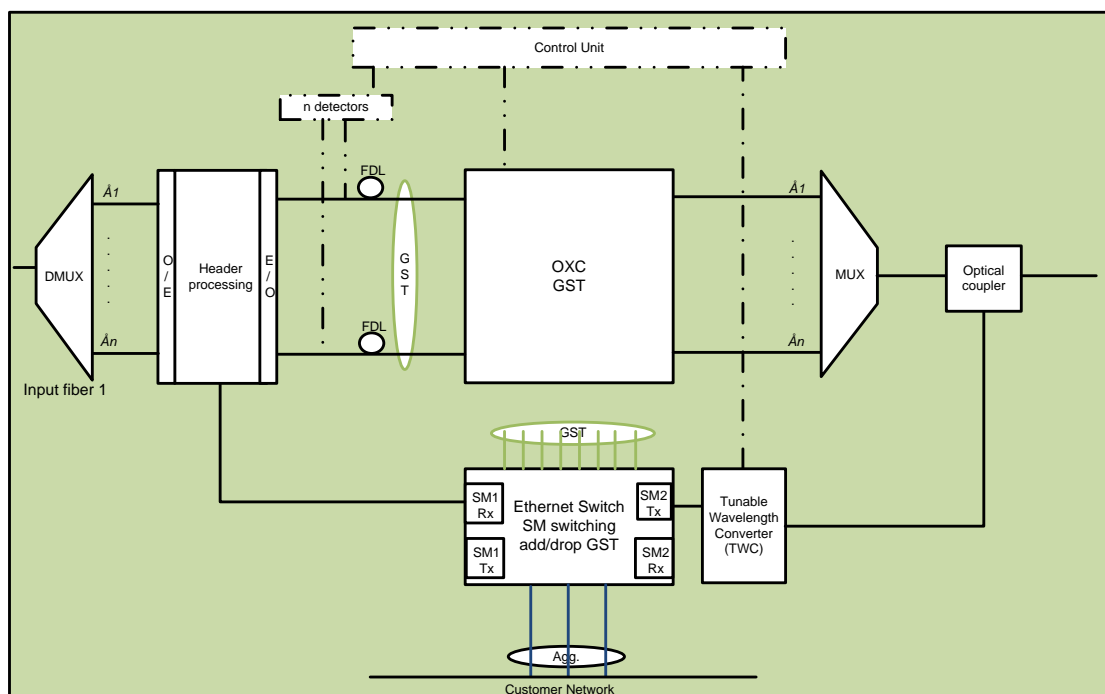 Control Unit
n detectors
FDL
Å1
Å1
DMUX
O
/
E
Header
processing
E
/
O
G
S
T
OXC
GST
MUX
Optical
coupler
FDL
Ån
Ån
Input fiber 1
GST
SM1
Rx
Ethernet Switch
SM switching
add/drop GST
SM2
Tx
Tunable
Wavelength
Converter
(TWC)
SM1
Tx
SM2
Rx
Agg.
Customer Network